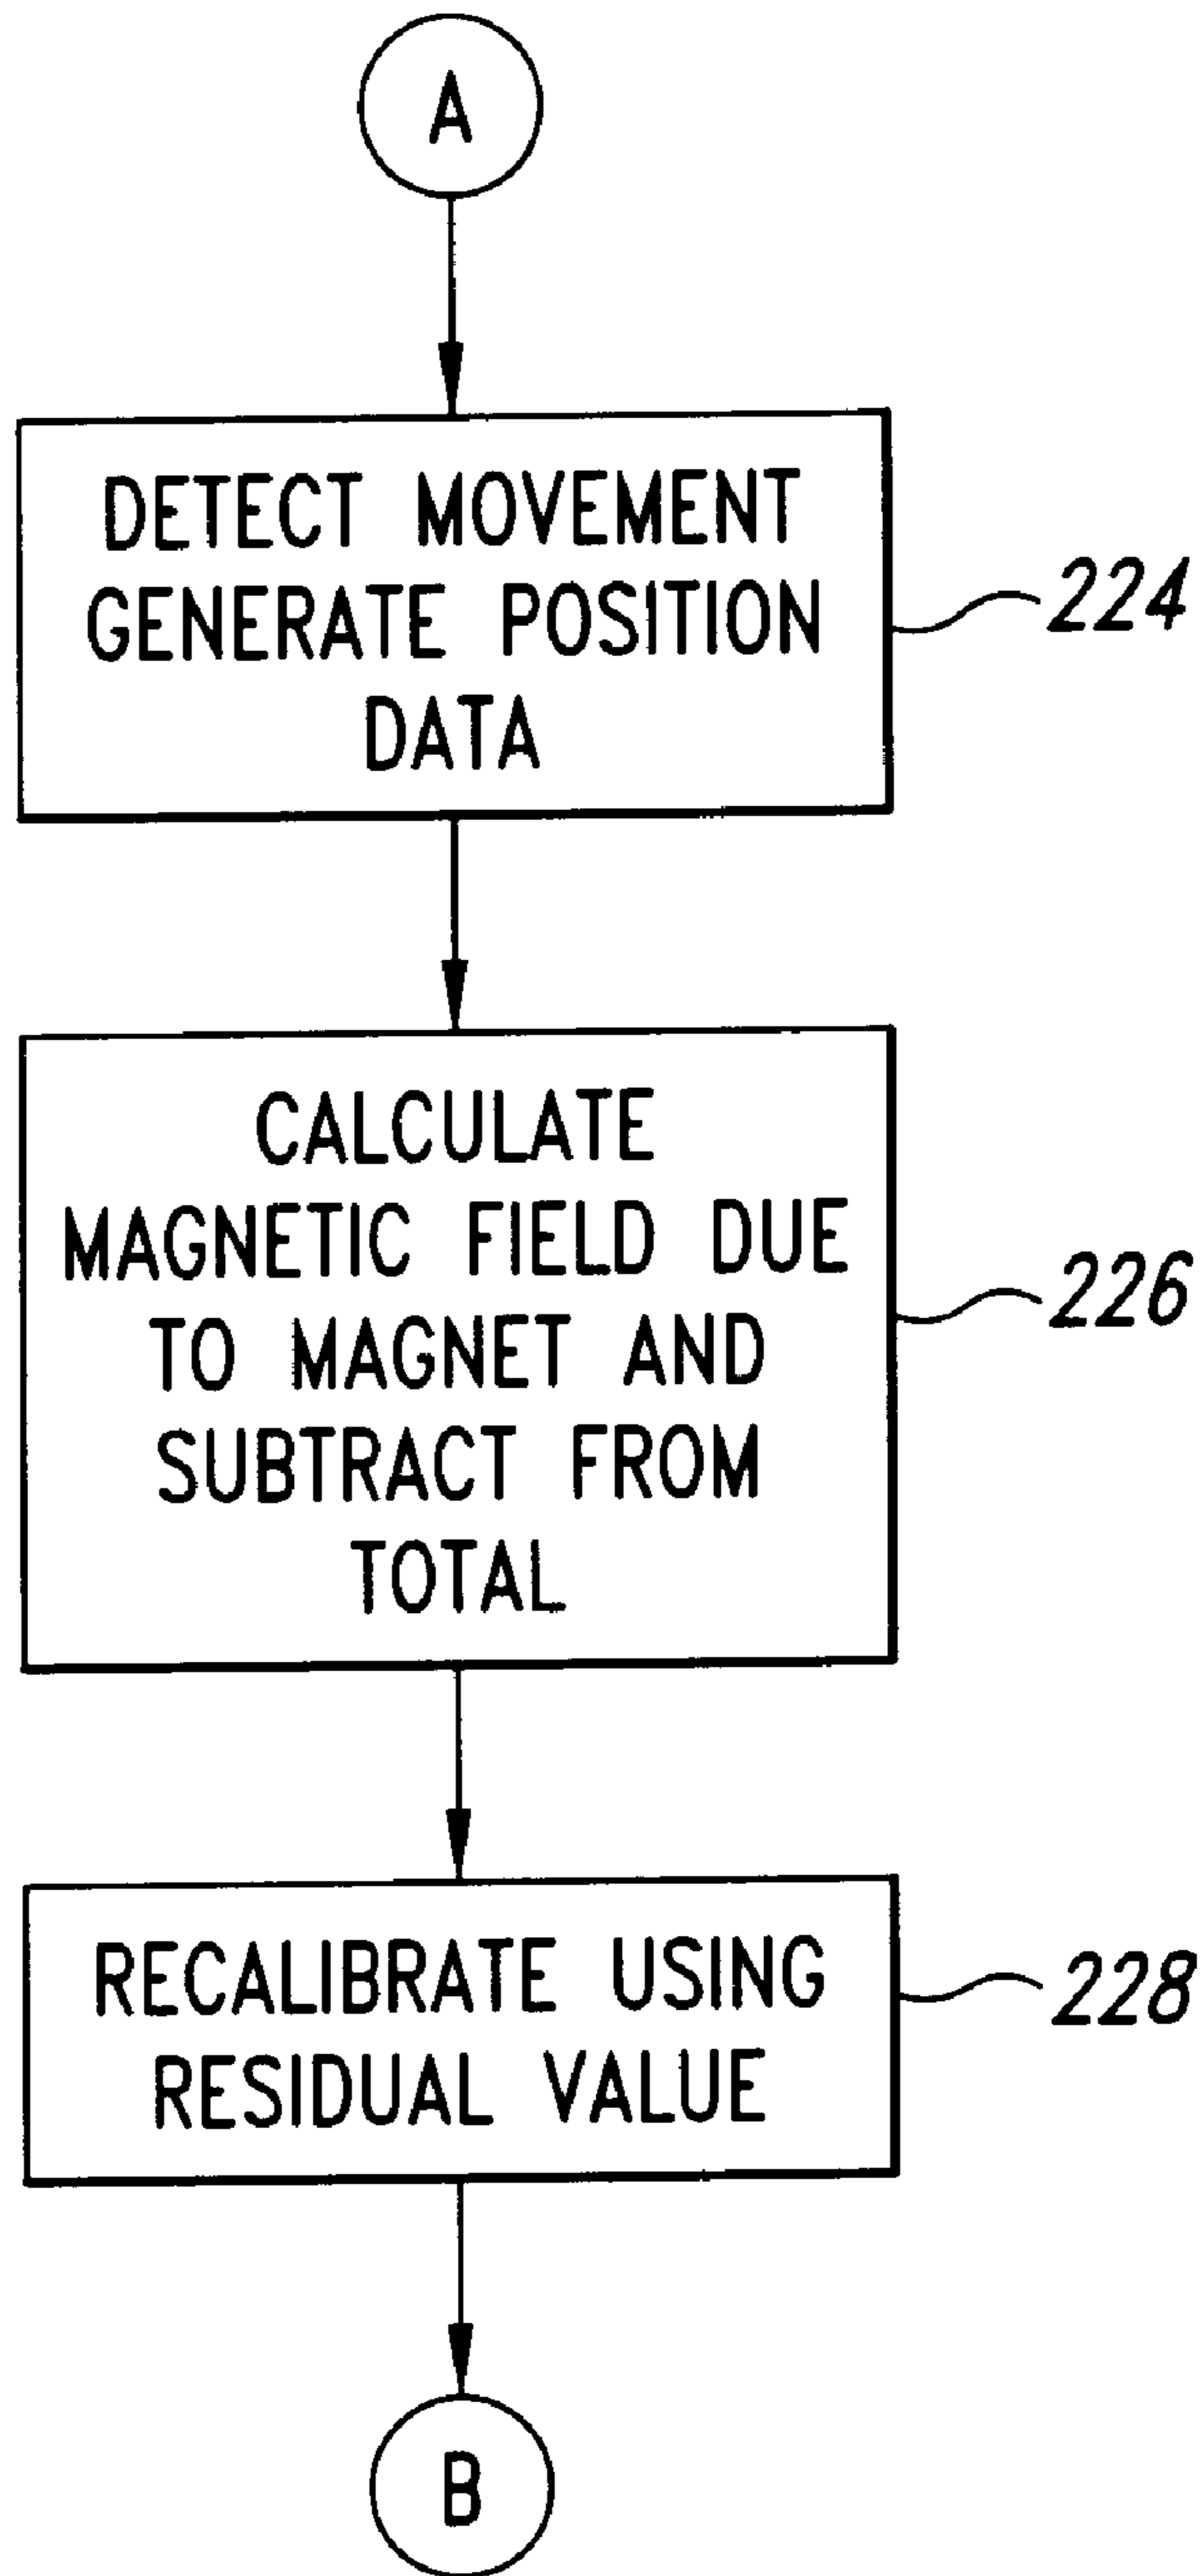 A
DETECT MOVEMENT
GENERATE POSITION
DATA
224
CALCULATE
MAGNETIC FIELD DUE
TO MAGNET AND
SUBTRACT FROM
TOTAL
226
RECALIBRATE USING
RESIDUAL VALUE
228
B